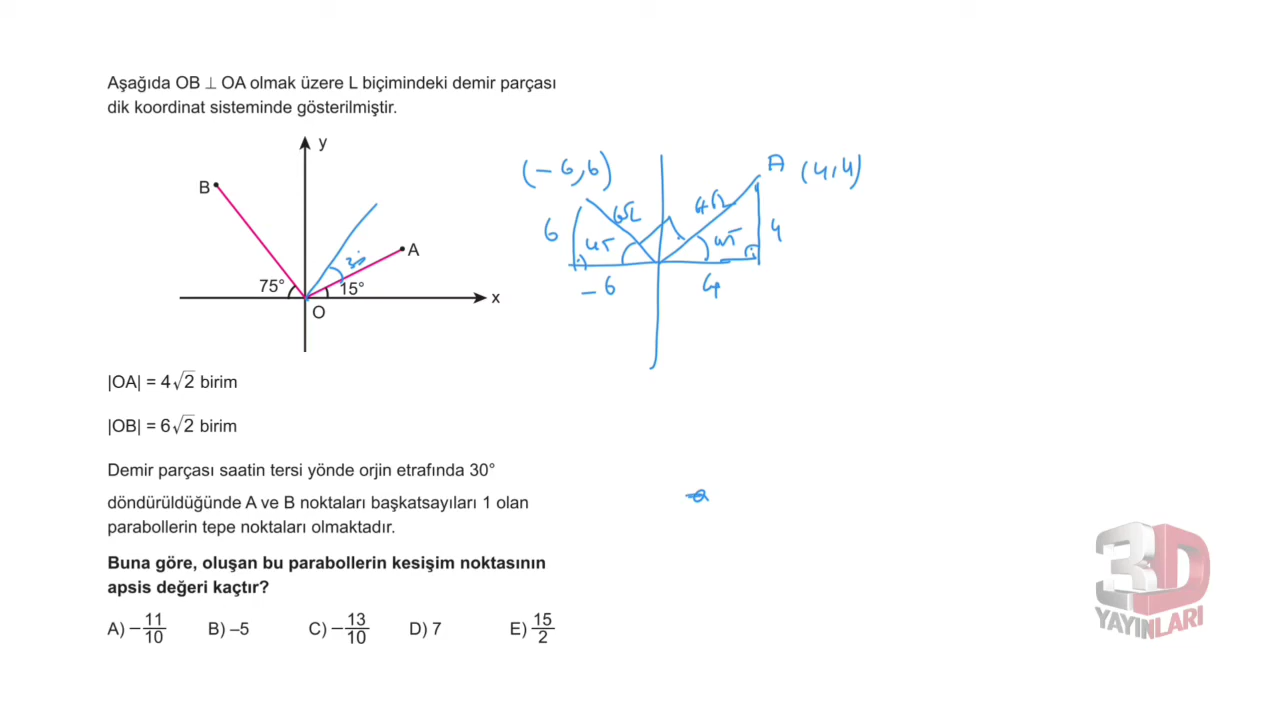 Aşağıda OB ⊥ OA olmak üzere L biçimindeki demir parçası
dik koordinat sisteminde gösterilmiştir.
y
B
A
30
75°
15°
x
O
(-6,6)
A (4,4)
6√2
4√2
6
45
45
4
-6
4
|OA| = 4√2 birim
|OB| = 6√2 birim
Demir parçası saatin tersi yönde orjin etrafında 30°
döndürüldüğünde A ve B noktaları başkatsayıları 1 olan
parabollerin tepe noktaları olmaktadır.
Buna göre, oluşan bu parabollerin kesişim noktasının
apsis değeri kaçtır?
A) -11/10 B) –5 C) -13/10 D) 7 E) 15/2
3D
YAYINLARI